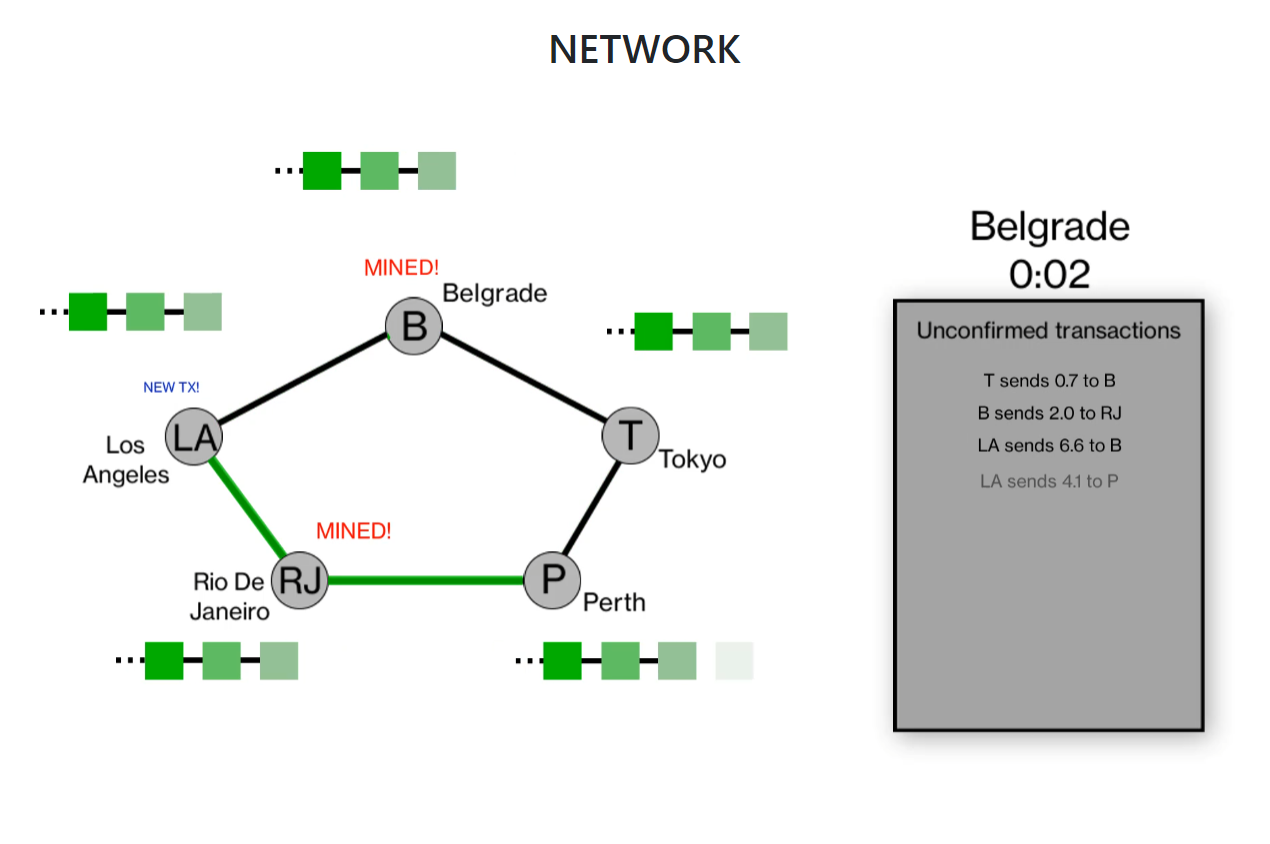 NETWORK
MINED!
Belgrade
B
NEW TX!
LA
Los
Angeles
T
Tokyo
MINED!
Rio De
Janeiro
RJ
P
Perth
Belgrade
0:02
Unconfirmed transactions
T sends 0.7 to B
B sends 2.0 to RJ
LA sends 6.6 to B
LA sends 4.1 to P